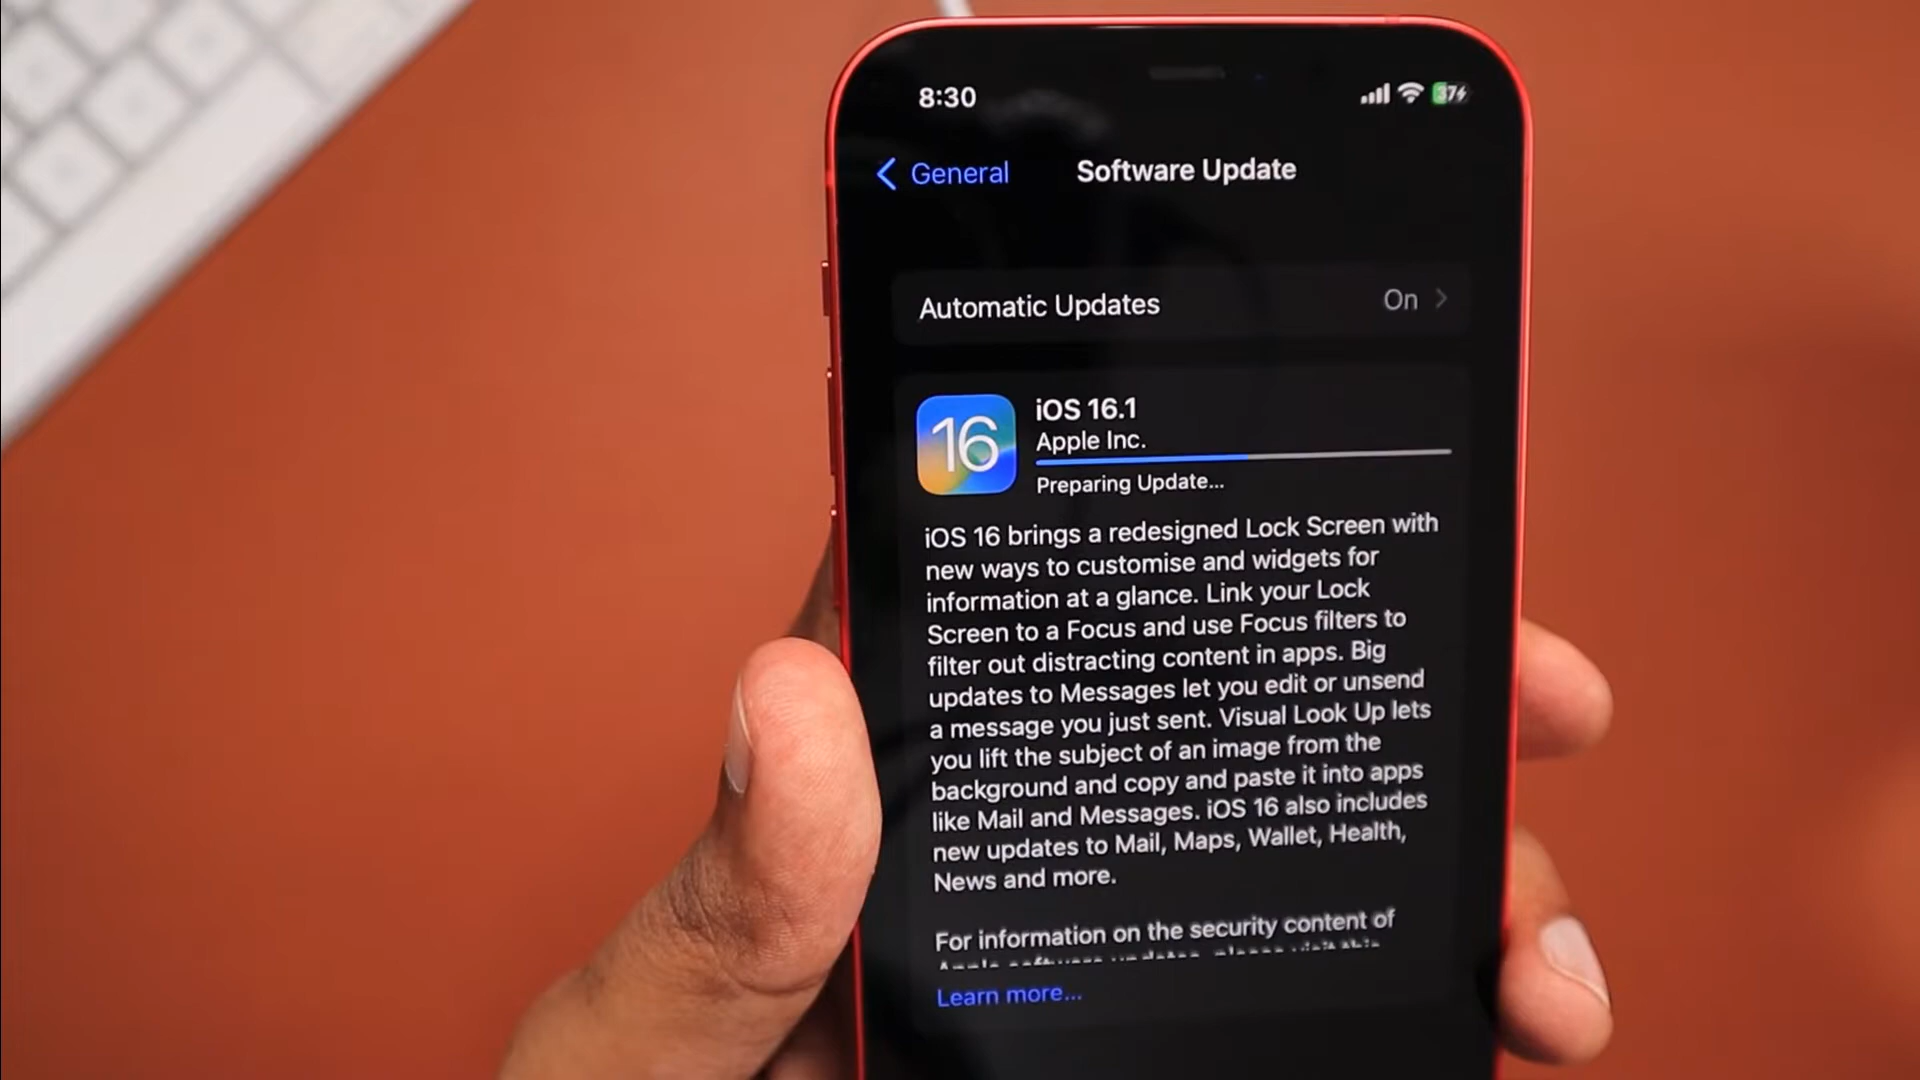 8:30
37
General
Software Update
Automatic Updates
On
16
iOS 16.1
Apple Inc.
Preparing Update...
iOS 16 brings a redesigned Lock Screen with
new ways to customise and widgets for
information at a glance. Link your Lock
Screen to a Focus and use Focus filters to
filter out distracting content in apps. Big
updates to Messages let you edit or unsend
a message you just sent. Visual Look Up lets
you lift the subject of an image from the
background and copy and paste it into apps
like Mail and Messages. iOS 16 also includes
new updates to Mail, Maps, Wallet, Health,
News and more.
For information on the security content of
Learn more...